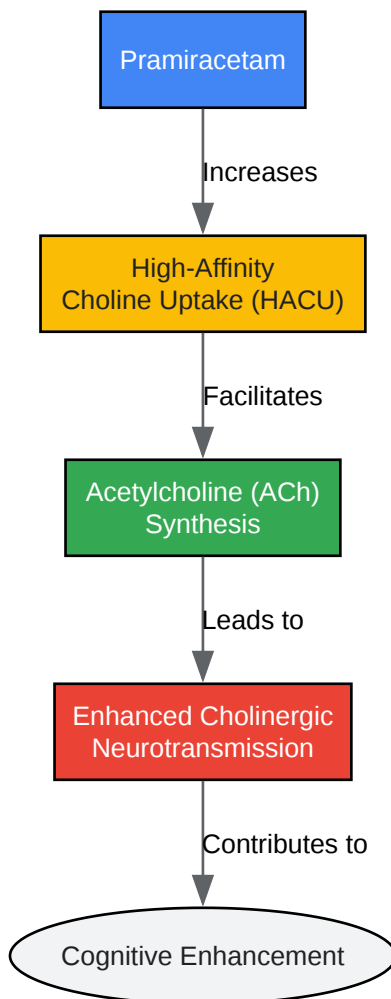 Pramiracetam
Increases
High-Affinity
Choline Uptake (HACU)
Facilitates
Acetylcholine (ACh)
Synthesis
Leads to
Enhanced Cholinergic
Neurotransmission
Contributes to
Cognitive Enhancement